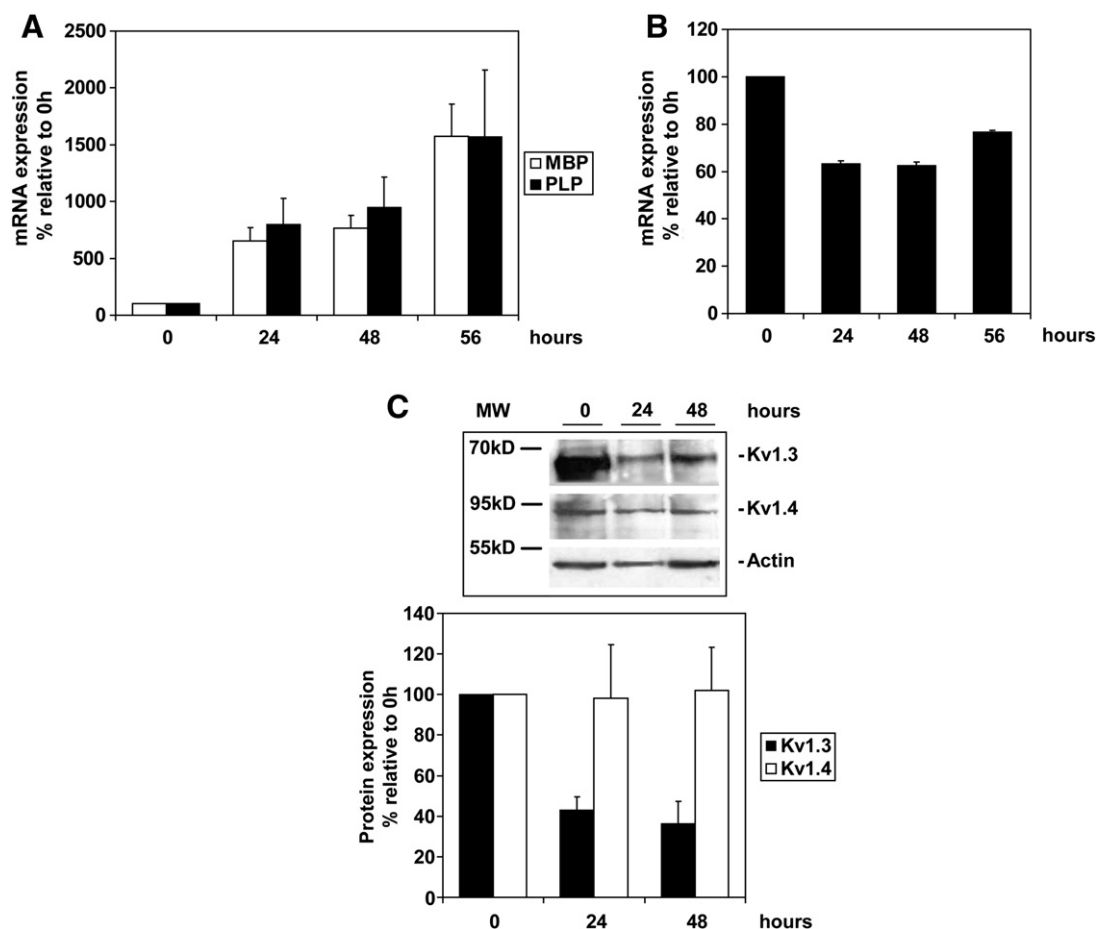 A
mRNA expression
% relative to 0h
2500
2000
1500
1000
500
0
0 24 48 56 hours
MBP
PLP
B
mRNA expression
% relative to 0h
120
100
80
60
40
20
0
0 24 48 56 hours
C
MW 0 24 48 hours
70kD
-Kv1.3
95kD
-Kv1.4
55kD
-Actin
Protein expression
% relative to 0h
140
120
100
80
60
40
20
0
0 24 48 hours
Kv1.3
Kv1.4